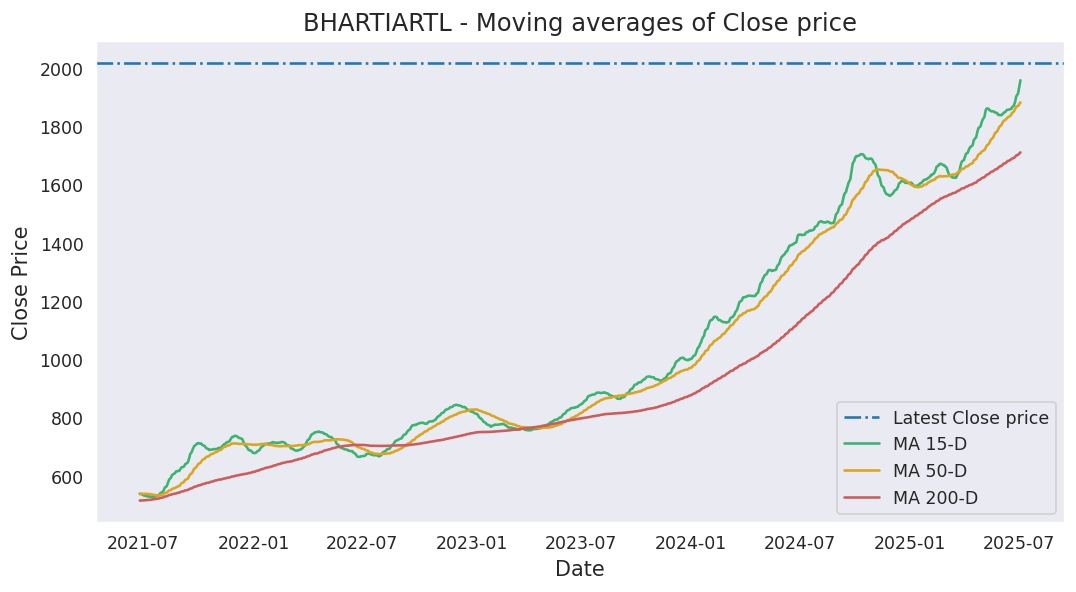 BHARTIARTL - Moving averages of Close price
Close Price
2000
1800
1600
1400
1200
1000
800
600
Latest Close price
MA 15-D
MA 50-D
MA 200-D
2021-07 2022-01 2022-07 2023-01 2023-07 2024-01 2024-07 2025-01 2025-07
Date